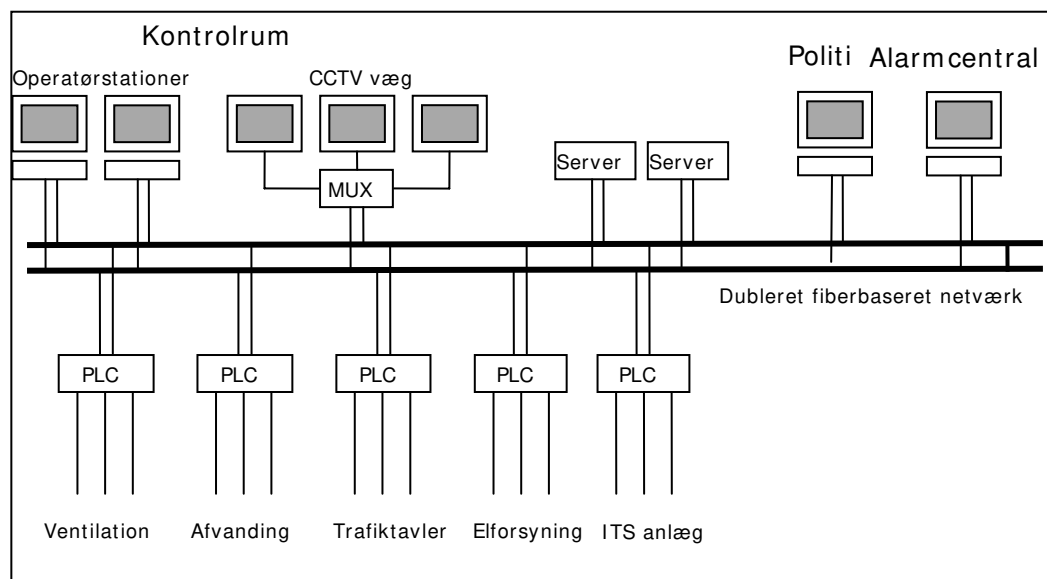 Kontrolrum
Politi Alarmcentral
Operatørstationer CCTV væg
Server Server
MUX
Dubleret fiberbaseret netværk
PLC PLC PLC PLC PLC
Ventilation Afvanding Trafiktavler Elforsyning ITS anlæg